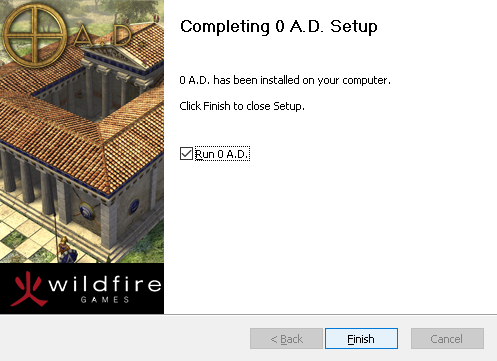 0 A.D.
Completing 0 A.D. Setup
0 A.D. has been installed on your computer.
Click Finish to close Setup.
Run 0 A.D.
火 wildfire
GAMES
< Back
Finish
Cancel